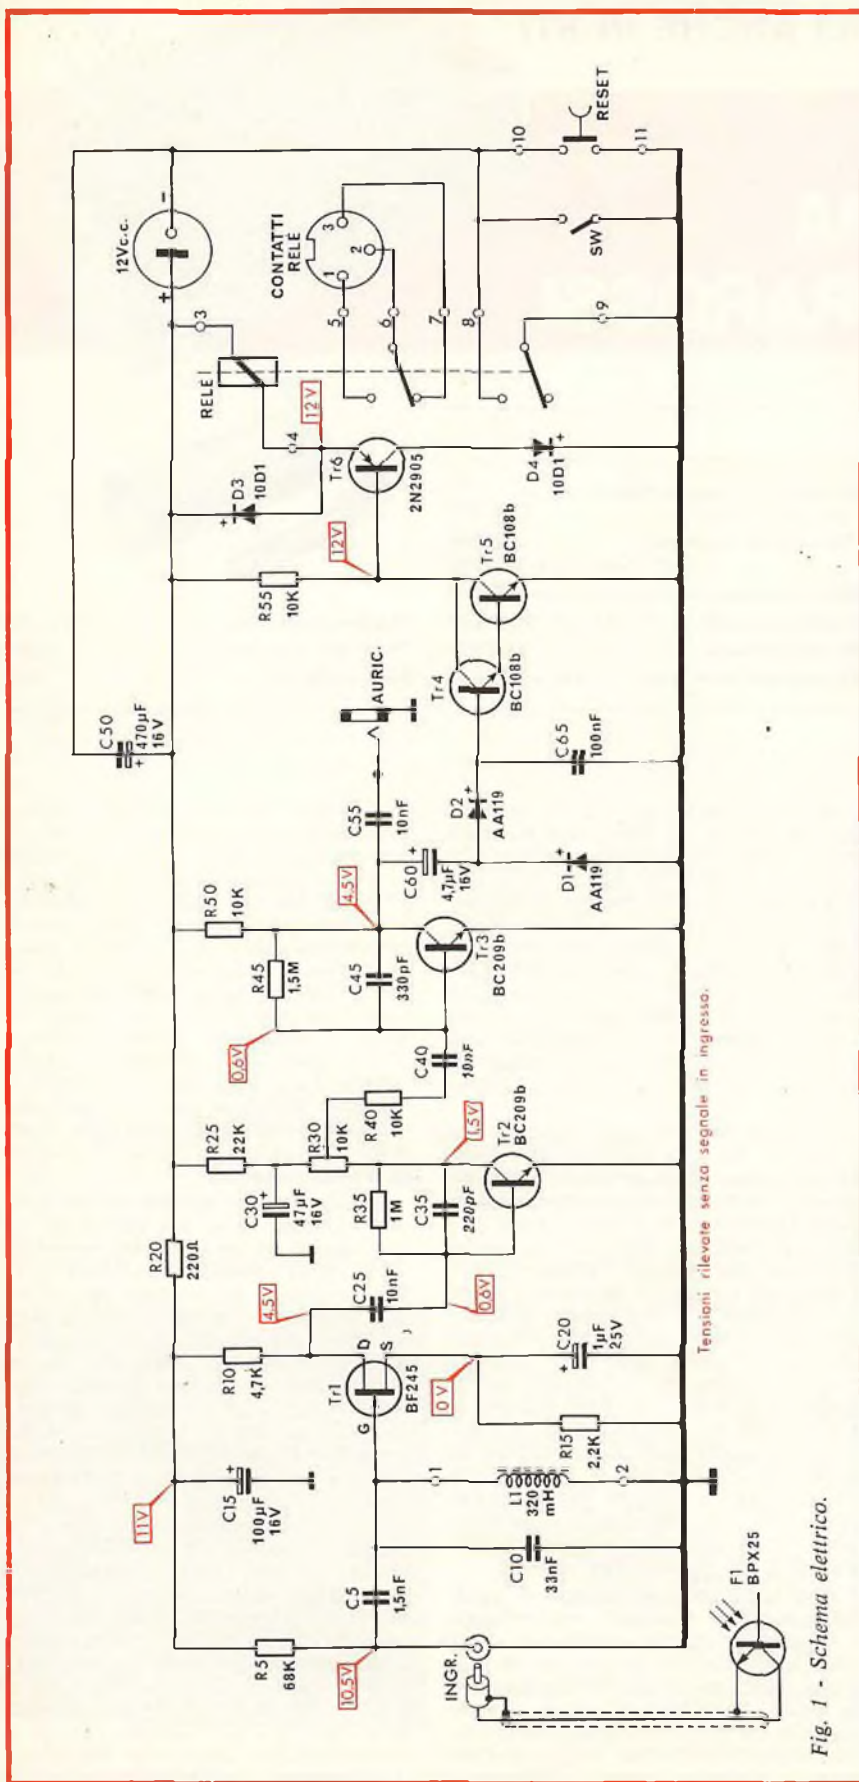 12Vc.c.
+
-
3
RELÈ
4
12V
CONTATTI
RELÈ
1
2
3
5
6
7
8
9
10
11
RESET
SW
C50
+
470µF
16V
D3
10D1
+
Tr6
2N2905
D4
10D1
+
R55
10K
12V
Tr5
BC108b
Tr4
BC108b
AURIC.
C55
10nF
C60
+
4,7µF
16V
D2
+
AA119
D1
+
AA119
C65
100nF
R50
10K
4,5V
R45
1,5M
C45
330pF
Tr3
BC209b
0,6V
C40
10nF
R25
22K
R30
10K
R40
10K
C30
+
47µF
16V
R35
1M
C35
220pF
1,5V
Tr2
BC209b
R20
220Ω
4,5V
C25
10nF
0,6V
R10
4,7K
Tr1
BF245
G
D
S
0V
C20
+
1µF
25V
R15
2,2K
11V
C15
+
100µF
16V
1
L1
320
mH
2
C10
33nF
C5
1,5nF
R5
68K
10,5V
INGR.
F1
BPX25
Tensioni rilevate senza segnale in ingresso.
Fig. 1 - Schema elettrico.